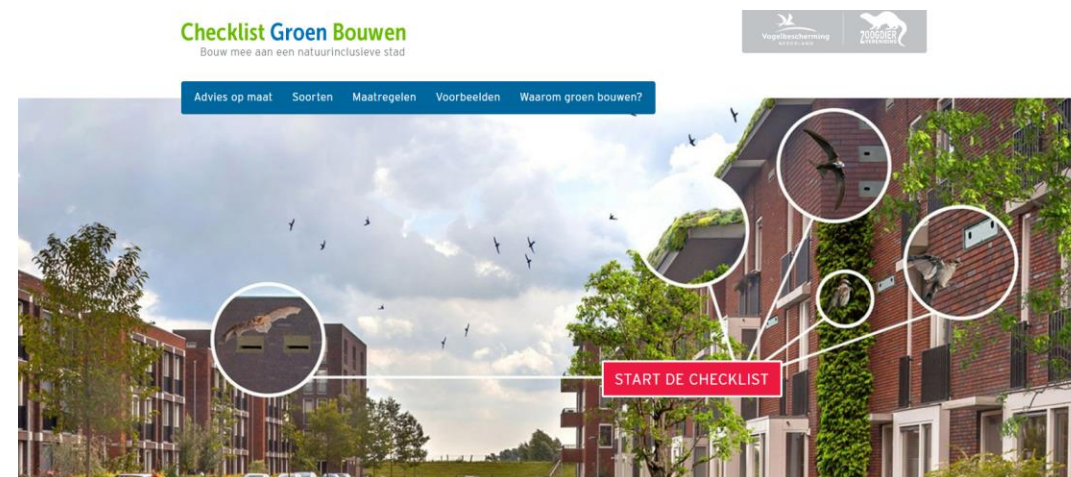 Checklist Groen Bouwen
Bouw mee aan een natuurinclusieve stad
Vogelbescherming
NEDERLAND
ZOOGDIER
VERENIGING
Advies op maat Soorten Maatregelen Voorbeelden Waarom groen bouwen?
START DE CHECKLIST